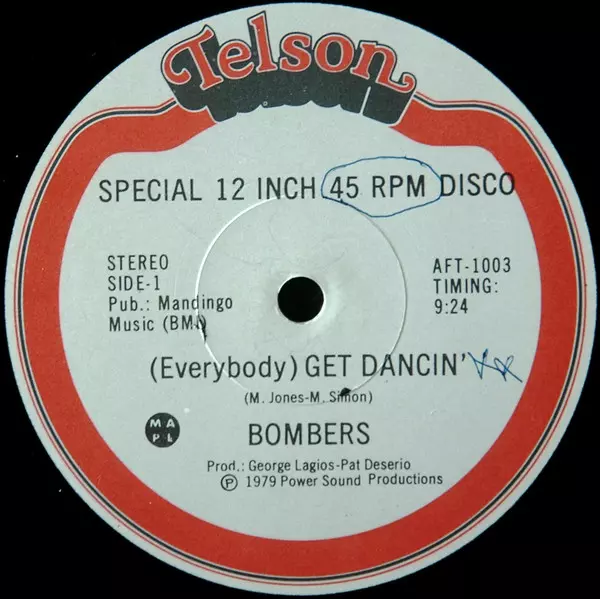 Telson
SPECIAL 12 INCH 45 RPM DISCO
STEREO
SIDE-1
Pub.: Mandingo
Music (BMI)
AFT-1003
TIMING:
9:24
(Everybody) GET DANCIN'
(M. Jones-M. Simon)
M A
P L
BOMBERS
Prod.: George Lagios-Pat Deserio
Ⓟ 1979 Power Sound Productions